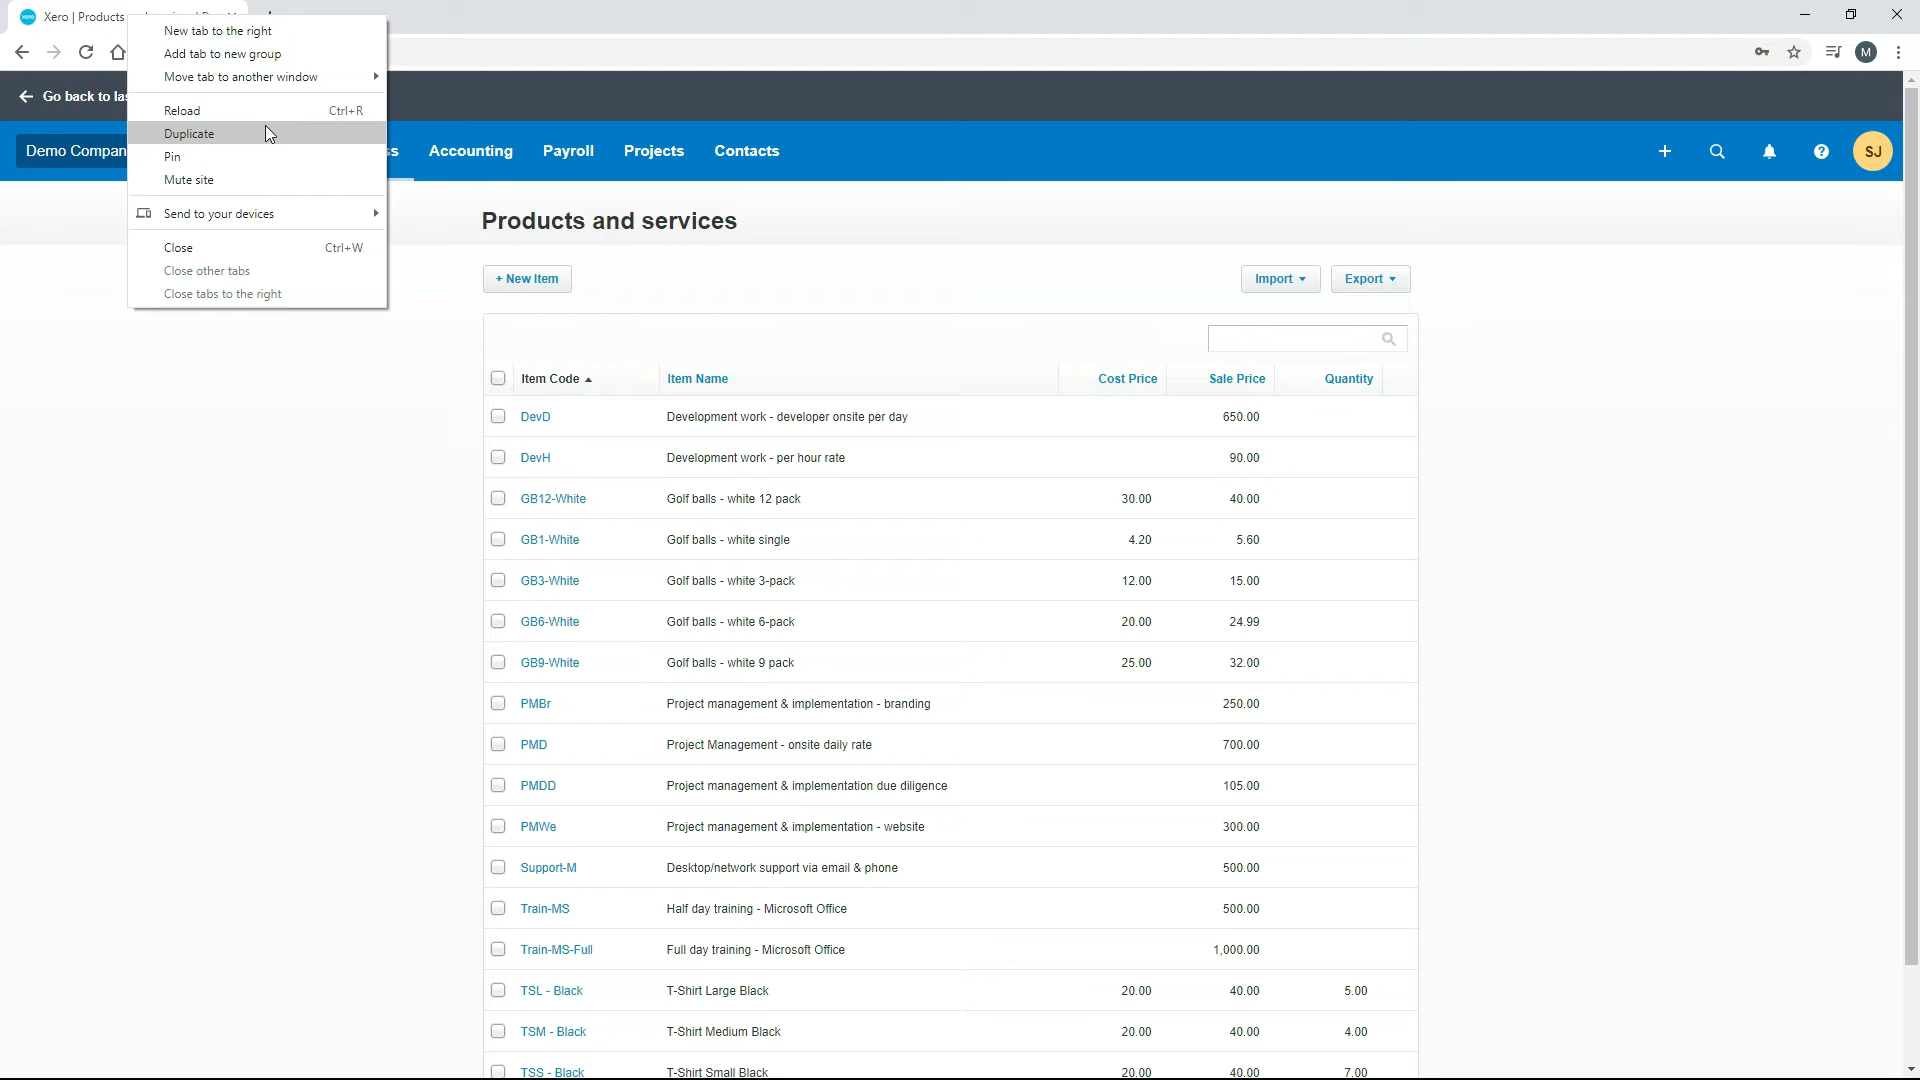 xero Xero | Products
New tab to the right
Add tab to new group
Move tab to another window
Reload Ctrl+R
Duplicate
Pin
Mute site
Send to your devices
Close Ctrl+W
Close other tabs
Close tabs to the right
M
Go back to las
Demo Compan
ss Accounting Payroll Projects Contacts
SJ
Products and services
+ New Item Import Export
Item Code Item Name Cost Price Sale Price Quantity
DevD Development work - developer onsite per day 650.00
DevH Development work - per hour rate 90.00
GB12-White Golf balls - white 12 pack 30.00 40.00
GB1-White Golf balls - white single 4.20 5.60
GB3-White Golf balls - white 3-pack 12.00 15.00
GB6-White Golf balls - white 6-pack 20.00 24.99
GB9-White Golf balls - white 9 pack 25.00 32.00
PMBr Project management & implementation - branding 250.00
PMD Project Management - onsite daily rate 700.00
PMDD Project management & implementation due diligence 105.00
PMWe Project management & implementation - website 300.00
Support-M Desktop/network support via email & phone 500.00
Train-MS Half day training - Microsoft Office 500.00
Train-MS-Full Full day training - Microsoft Office 1,000.00
TSL - Black T-Shirt Large Black 20.00 40.00 5.00
TSM - Black T-Shirt Medium Black 20.00 40.00 4.00
TSS - Black T-Shirt Small Black 20.00 40.00 7.00